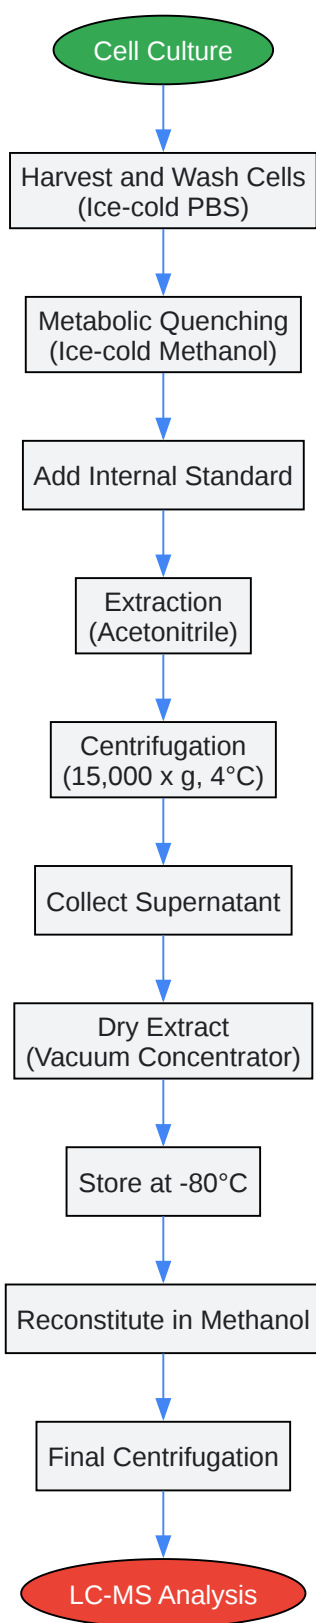 Cell Culture
Harvest and Wash Cells
(Ice-cold PBS)
Metabolic Quenching
(Ice-cold Methanol)
Add Internal Standard
Extraction
(Acetonitrile)
Centrifugation
(15,000 x g, 4°C)
Collect Supernatant
Dry Extract
(Vacuum Concentrator)
Store at -80°C
Reconstitute in Methanol
Final Centrifugation
LC-MS Analysis